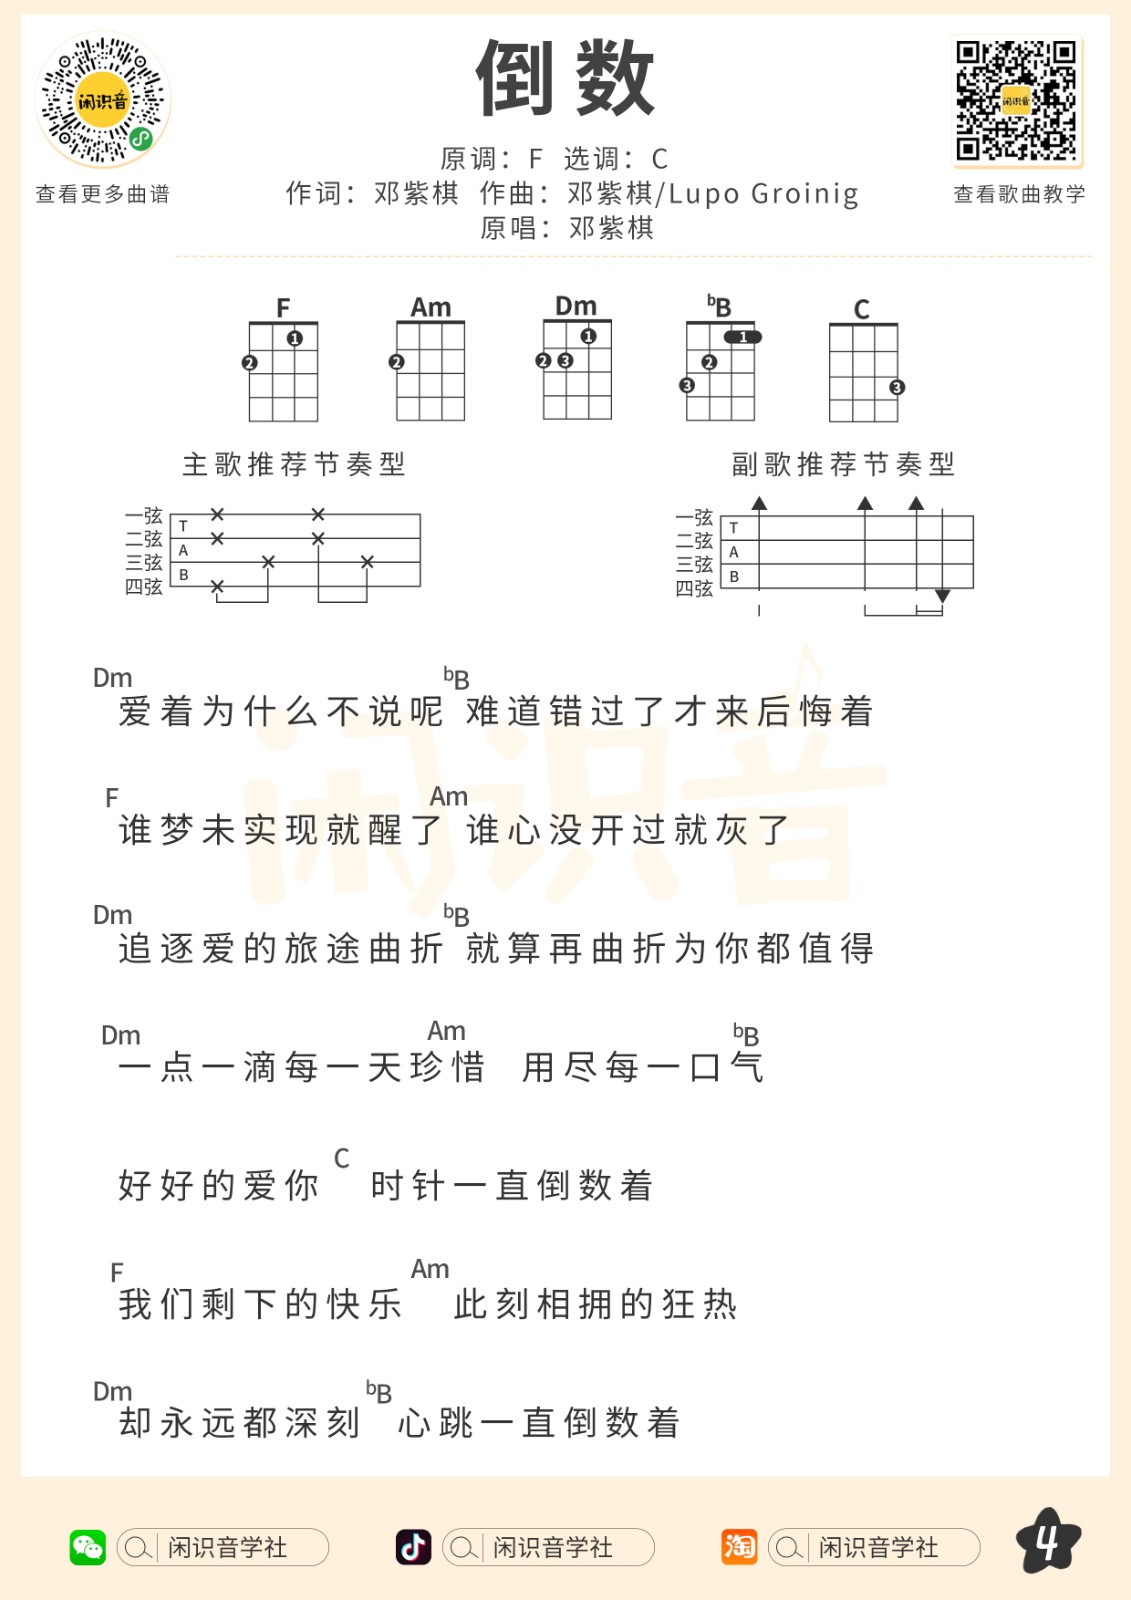 倒数
原调：F 选调：C
作词：邓紫棋 作曲：邓紫棋/Lupo Groinig
原唱：邓紫棋
闲识音
查看更多曲谱
闲识音
查看歌曲教学
F Am Dm ᵇB C
2 1 2 2 3 1 3 2 1 3
主歌推荐节奏型 副歌推荐节奏型
一弦
二弦
三弦
四弦
T
A
B
一弦
二弦
三弦
四弦
T
A
B
Dm ᵇB
爱着为什么不说呢 难道错过了才来后悔着
F Am
谁梦未实现就醒了 谁心没开过就灰了
Dm ᵇB
追逐爱的旅途曲折 就算再曲折为你都值得
Dm Am ᵇB
一点一滴每一天珍惜 用尽每一口气
C
好好的爱你 时针一直倒数着
F Am
我们剩下的快乐 此刻相拥的狂热
Dm ᵇB
却永远都深刻 心跳一直倒数着
闲识音
闲识音学社 闲识音学社 淘 闲识音学社 4